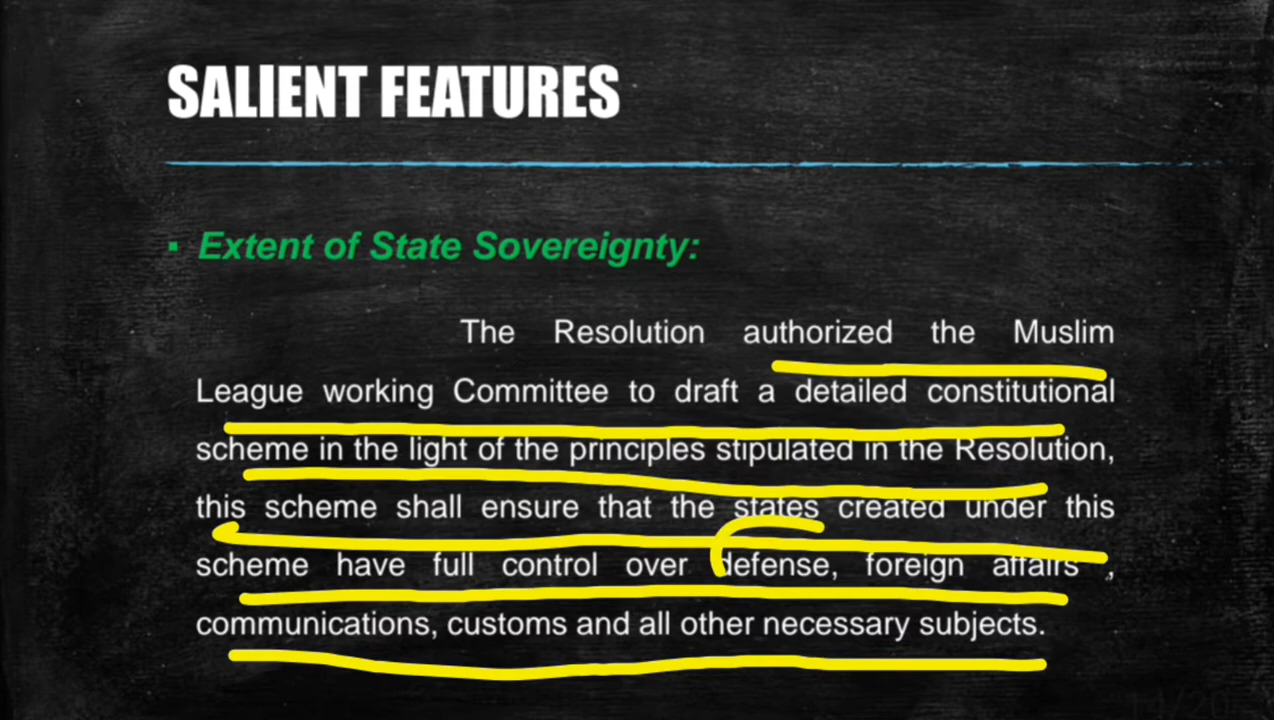 SALIENT FEATURES
▪ Extent of State Sovereignty:
The Resolution authorized the Muslim
League working Committee to draft a detailed constitutional
scheme in the light of the principles stipulated in the Resolution,
this scheme shall ensure that the states created under this
scheme have full control over defense, foreign affairs ,
communications, customs and all other necessary subjects.